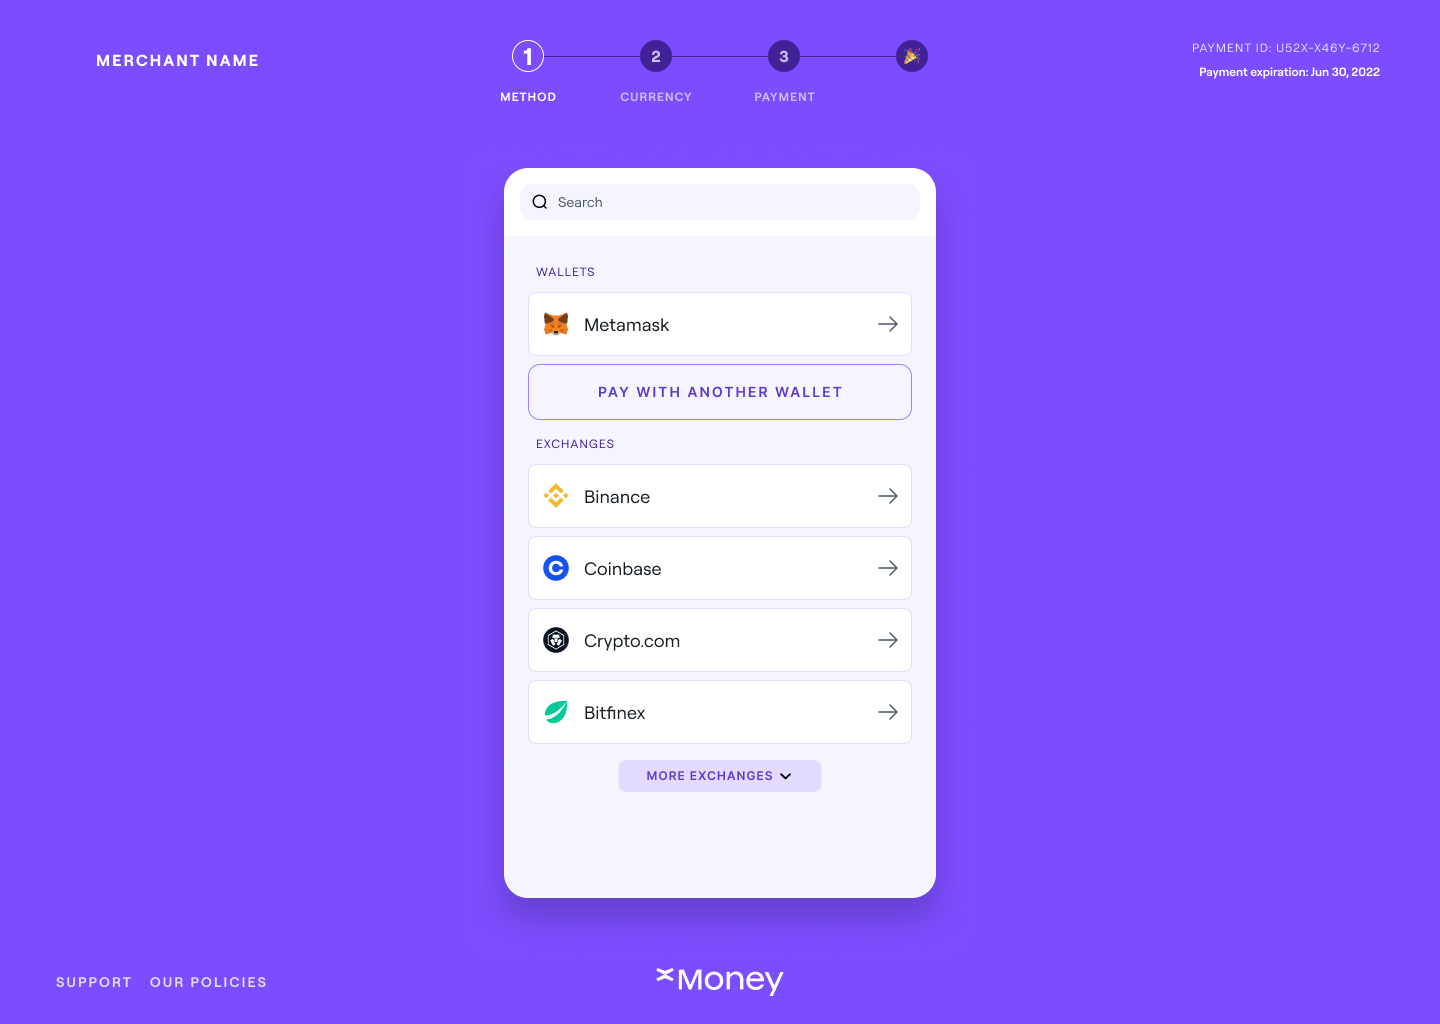 MERCHANT NAME
1
2
3
METHOD
CURRENCY
PAYMENT
PAYMENT ID: U52X-X46Y-6712
Payment expiration: Jun 30, 2022
Search
WALLETS
Metamask
PAY WITH ANOTHER WALLET
EXCHANGES
Binance
Coinbase
Crypto.com
Bitfinex
MORE EXCHANGES
SUPPORT
OUR POLICIES
xMoney